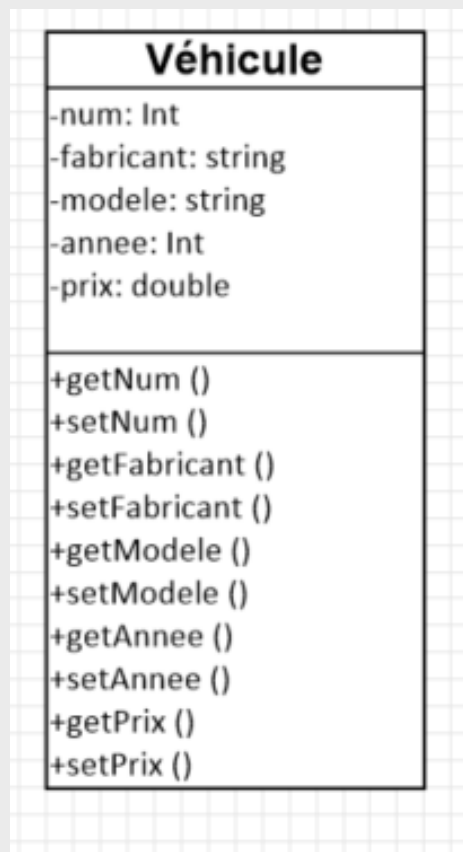 Véhicule
-num: Int
-fabricant: string
-modele: string
-annee: Int
-prix: double
+getNum ()
+setNum ()
+getFabricant ()
+setFabricant ()
+getModele ()
+setModele ()
+getAnnee ()
+setAnnee ()
+getPrix ()
+setPrix ()